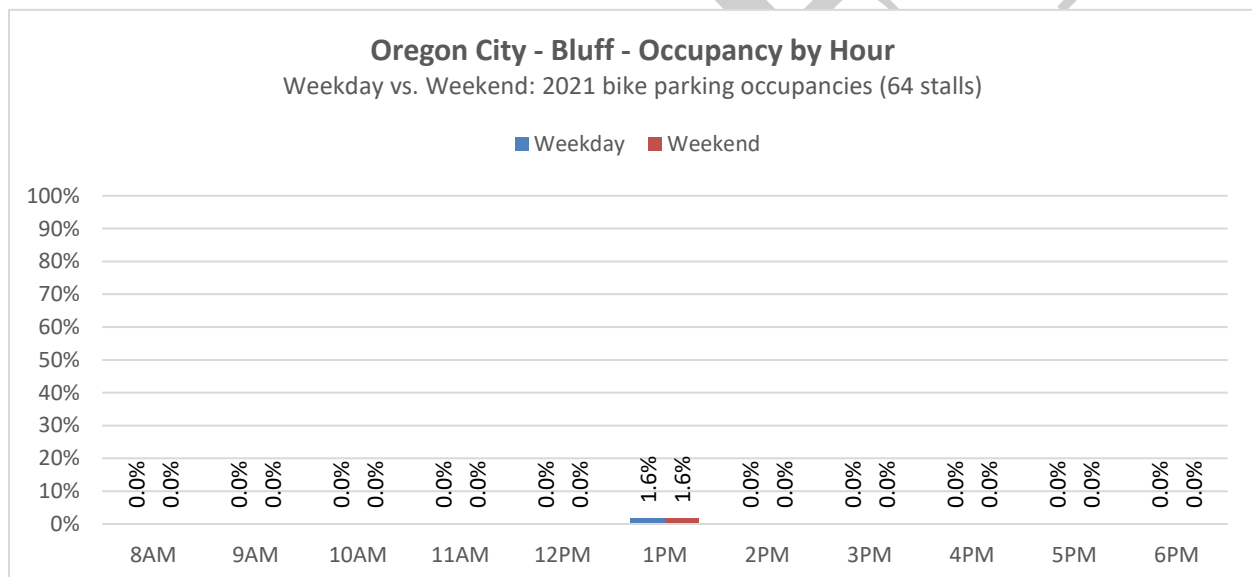 Oregon City - Bluff - Occupancy by Hour
Weekday vs. Weekend: 2021 bike parking occupancies (64 stalls)
Weekday Weekend
100%
90%
80%
70%
60%
50%
40%
30%
20%
10%
0%
0.0% 0.0% 0.0% 0.0% 0.0% 0.0% 0.0% 0.0% 0.0% 0.0% 1.6% 1.6% 0.0% 0.0% 0.0% 0.0% 0.0% 0.0% 0.0% 0.0% 0.0% 0.0%
8AM 9AM 10AM 11AM 12PM 1PM 2PM 3PM 4PM 5PM 6PM